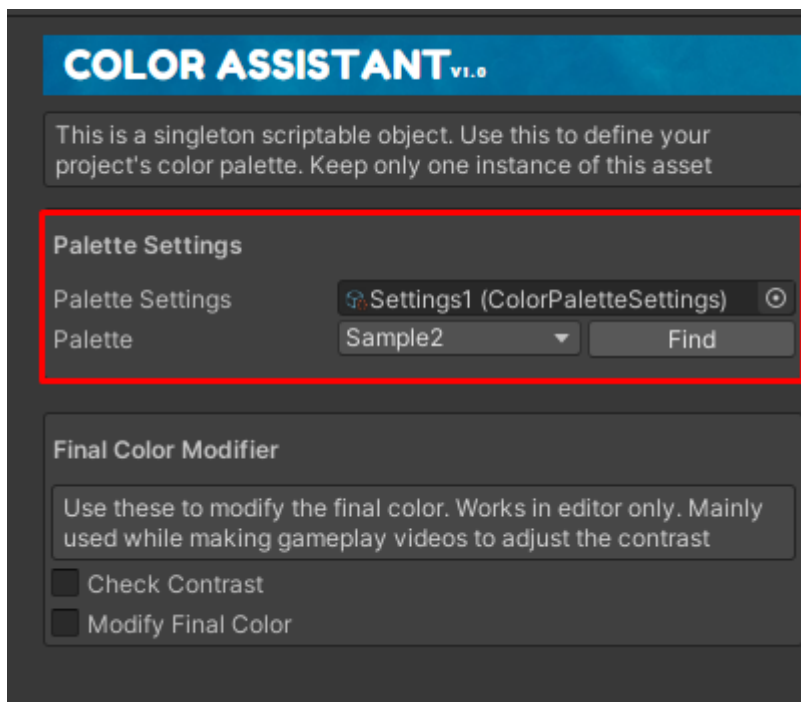 COLOR ASSISTANT V1.0
This is a singleton scriptable object. Use this to define your
project's color palette. Keep only one instance of this asset
Palette Settings
Palette Settings Settings1 (ColorPaletteSettings)
Palette Sample2 Find
Final Color Modifier
Use these to modify the final color. Works in editor only. Mainly
used while making gameplay videos to adjust the contrast
Check Contrast
Modify Final Color